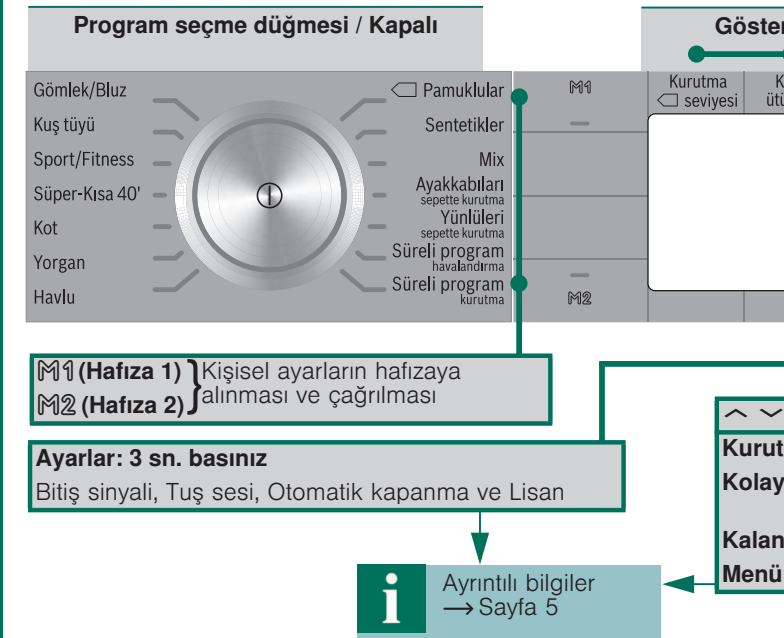 Program seçme düğmesi / Kapalı
Gömlek/Bluz
Kuş tüyü
Sport/Fitness
Süper-Kısa 40'
Kot
Yorgan
Havlu
Pamuklular
Sentetikler
Mix
Ayakkabıları
sepette kurutma
Yünlüleri
sepette kurutma
Süreli program
havalandırma
Süreli program
kurutma
M1
M2
Kurutma
seviyesi
M1 (Hafıza 1)
M2 (Hafıza 2)
Kişisel ayarların hafızaya
alınması ve çağrılması
Ayarlar: 3 sn. basınız
Bitiş sinyali, Tuş sesi, Otomatik kapanma ve Lisan
Kolay
Kalan
Menü
i
Ayrıntılı bilgiler
→ Sayfa 5